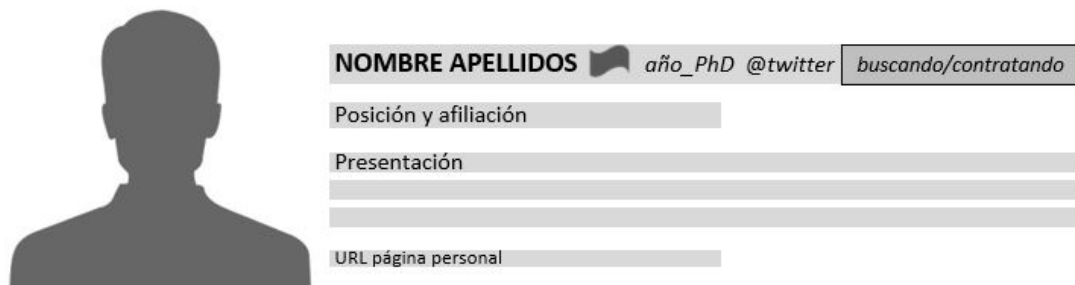 NOMBRE APELLIDOS año_PhD @twitter buscando/contratando
Posición y afiliación
Presentación
URL página personal